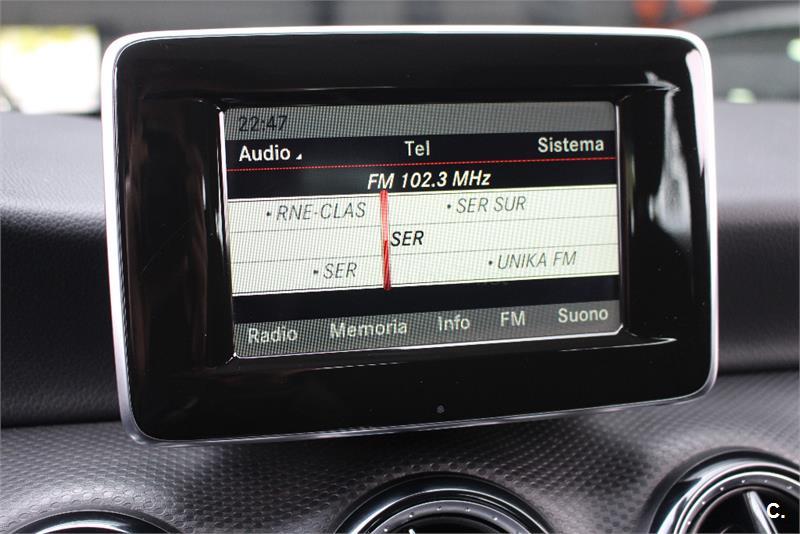 22:47
Audio Tel Sistema
FM 102.3 MHz
• RNE-CLAS • SER SUR
SER
• SER • UNIKA FM
Radio Memoria Info FM Suono
C.